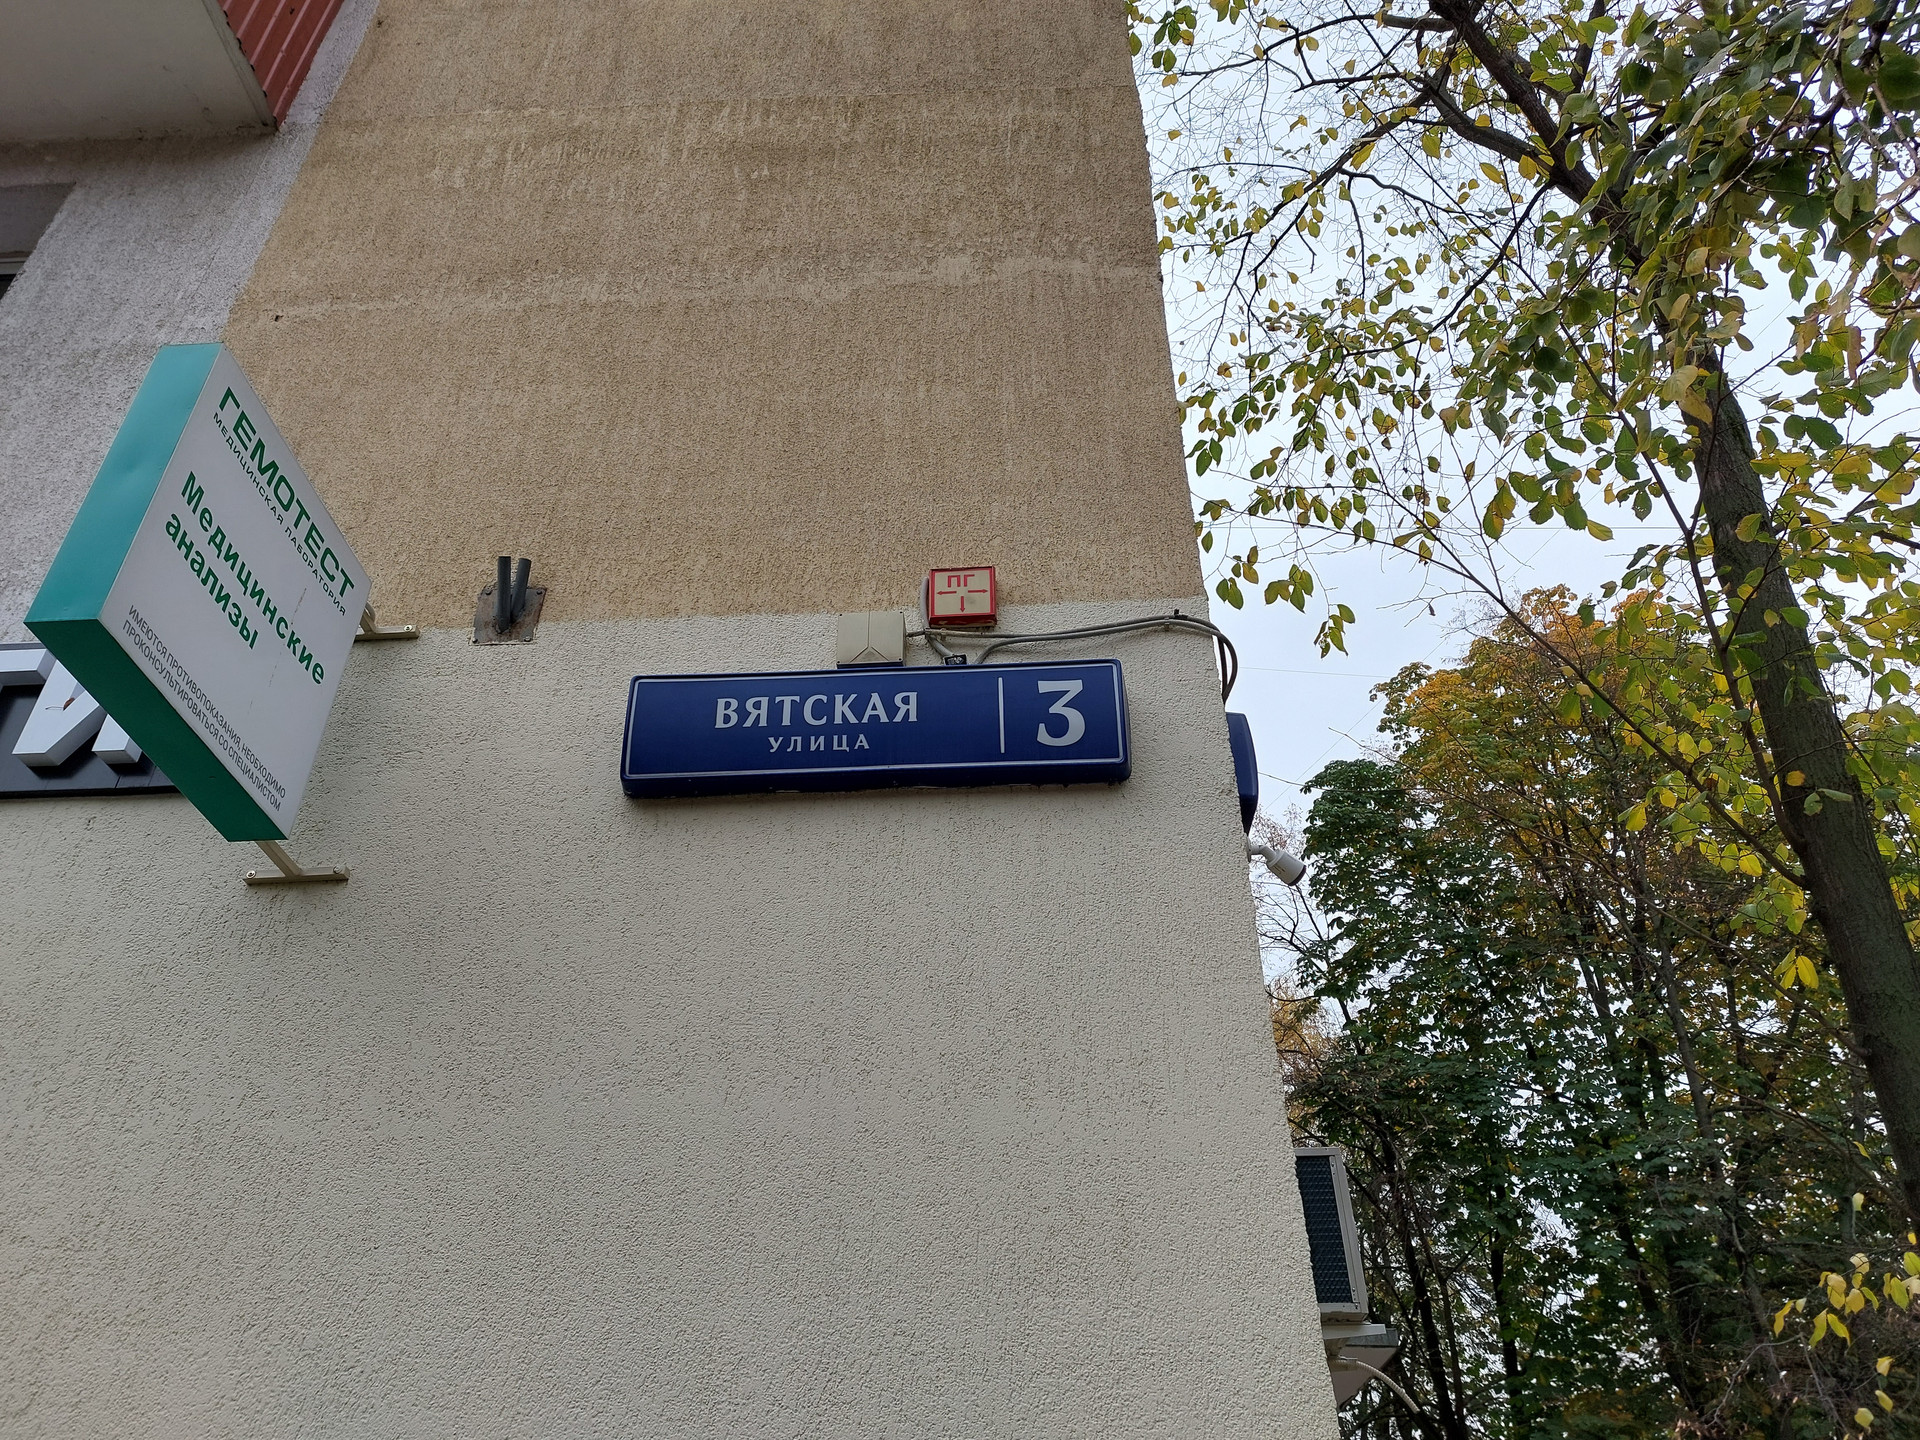 ГЕМОТЕСТ
МЕДИЦИНСКАЯ ЛАБОРАТОРИЯ
Медицинские
анализы
ИМЕЮТСЯ ПРОТИВОПОКАЗАНИЯ, НЕОБХОДИМО
ПРОКОНСУЛЬТИРОВАТЬСЯ СО СПЕЦИАЛИСТОМ
ПГ
ВЯТСКАЯ
УЛИЦА
3